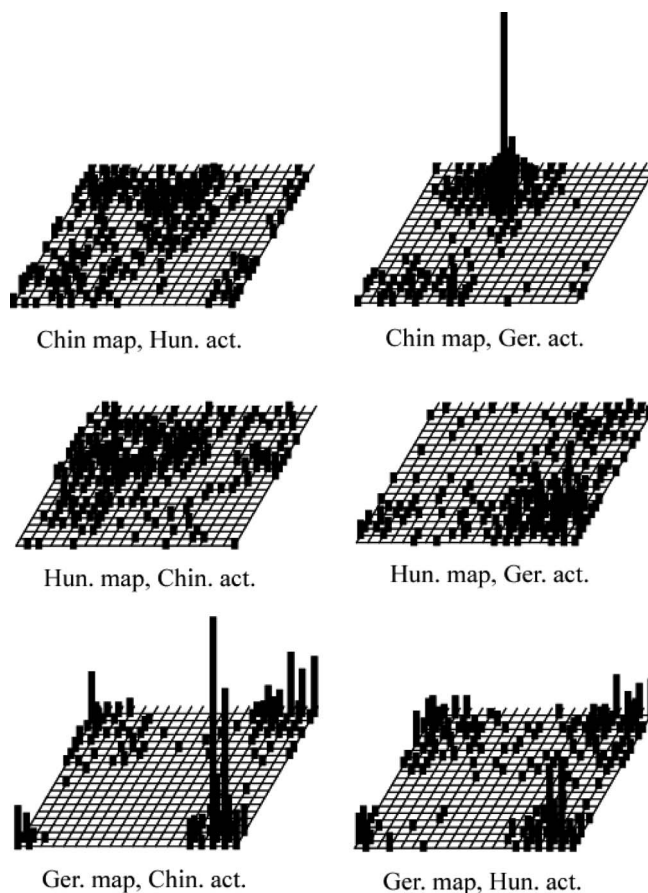 Chin map, Hun. act.
Chin map, Ger. act.
Hun. map, Chin. act.
Hun. map, Ger. act.
Ger. map, Chin. act.
Ger. map, Hun. act.